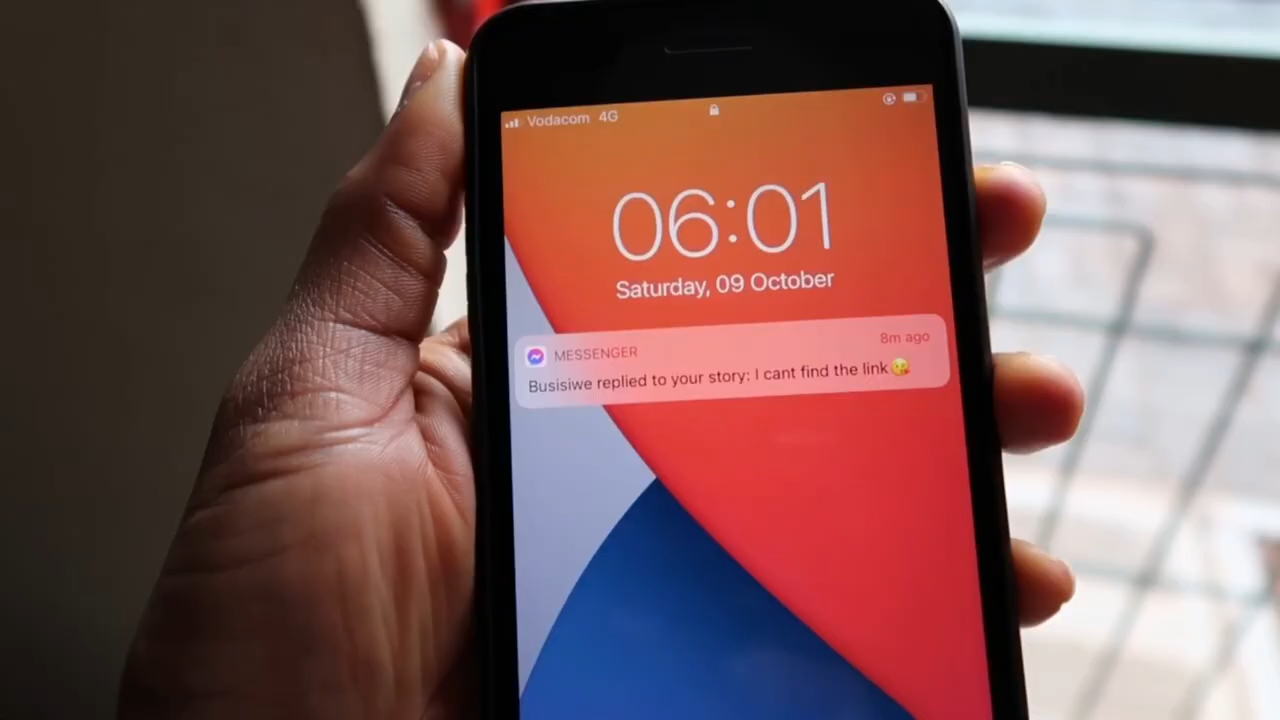 Vodacom 4G
06:01
Saturday, 09 October
MESSENGER 8m ago
Busisiwe replied to your story: I cant find the link😘